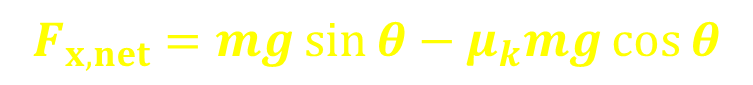 F_x,net = mg sin θ − μ_k mg cos θ